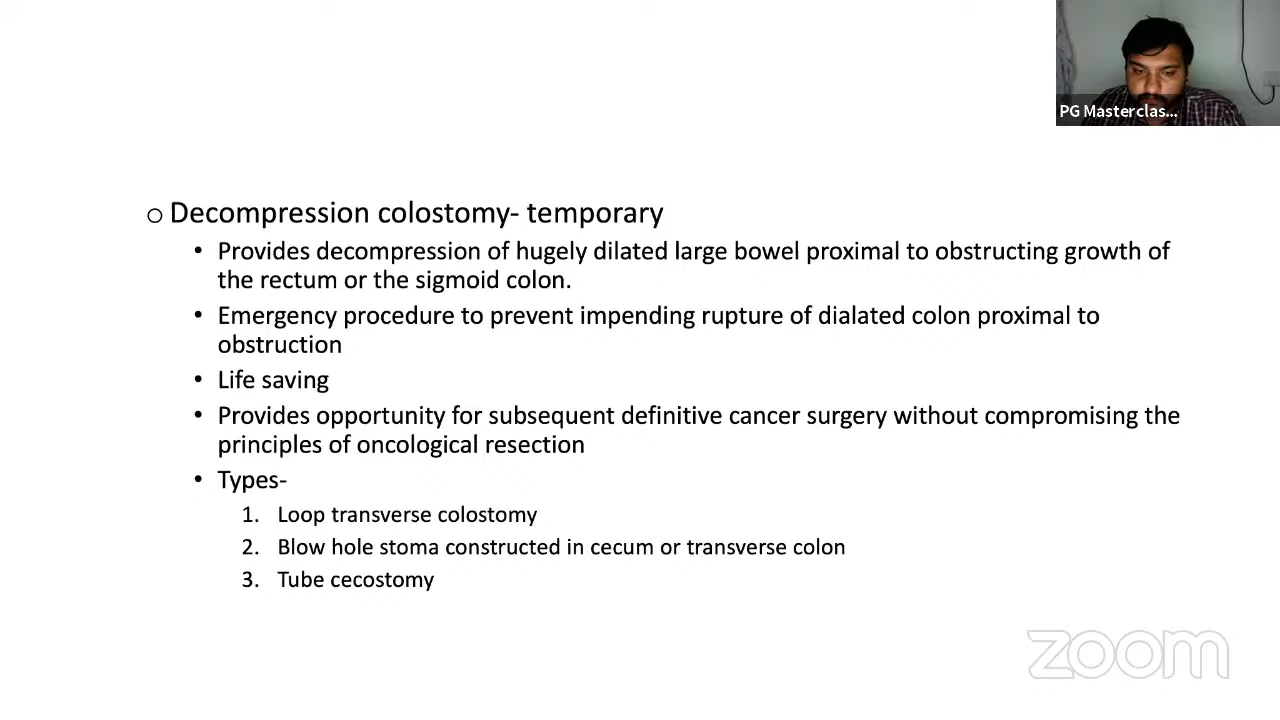 PG Masterclas...
o Decompression colostomy- temporary
• Provides decompression of hugely dilated large bowel proximal to obstructing growth of
the rectum or the sigmoid colon.
• Emergency procedure to prevent impending rupture of dialated colon proximal to
obstruction
• Life saving
• Provides opportunity for subsequent definitive cancer surgery without compromising the
principles of oncological resection
• Types-
1. Loop transverse colostomy
2. Blow hole stoma constructed in cecum or transverse colon
3. Tube cecostomy
zoom